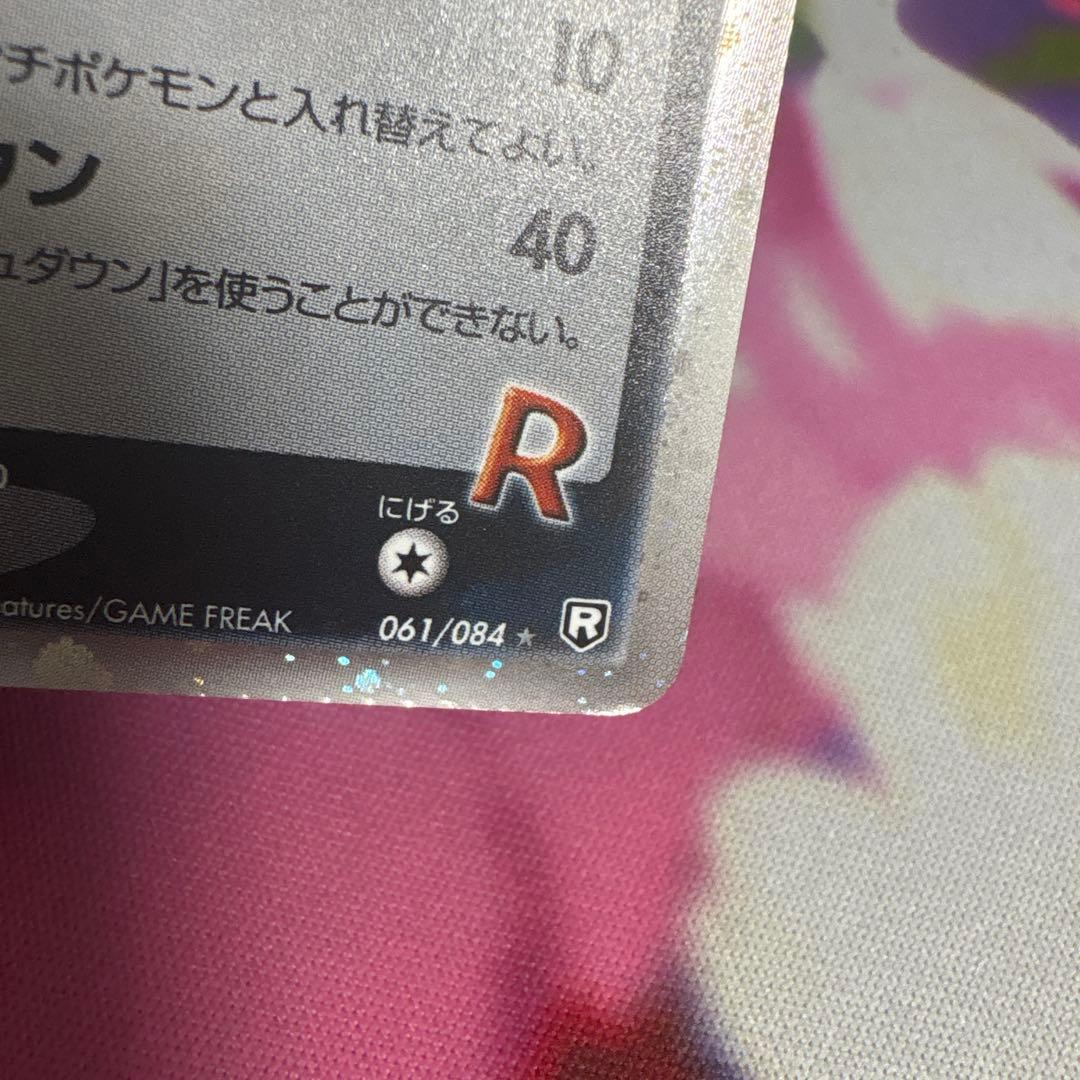 10
チポケモンと入れ替えてよい。
ウン
40
ュダウン」を使うことができない。
R
にげる
atures/GAME FREAK
061/084 ★
R